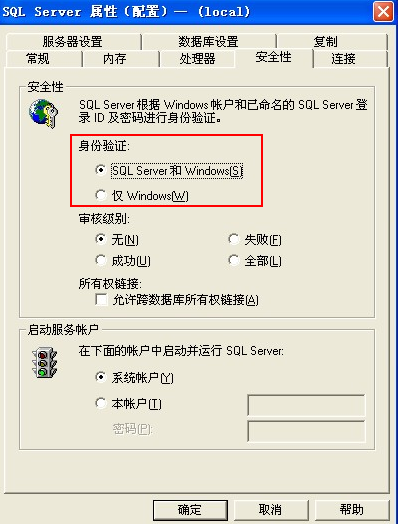 SQL Server 属性（配置）— (local)
服务器设置 数据库设置 复制
常规 内存 处理器 安全性 连接
安全性
SQL Server 根据 Windows 帐户和已命名的 SQL Server 登
录 ID 及密码进行身份验证。
身份验证:
SQL Server 和 Windows(S)
仅 Windows(W)
审核级别:
无(N) 失败(F)
成功(U) 全部(L)
所有权链接:
允许跨数据库所有权链接(A)
启动服务帐户
在下面的帐户中启动并运行 SQL Server:
系统帐户(Y)
本帐户(T)
密码(P):
确定 取消 帮助